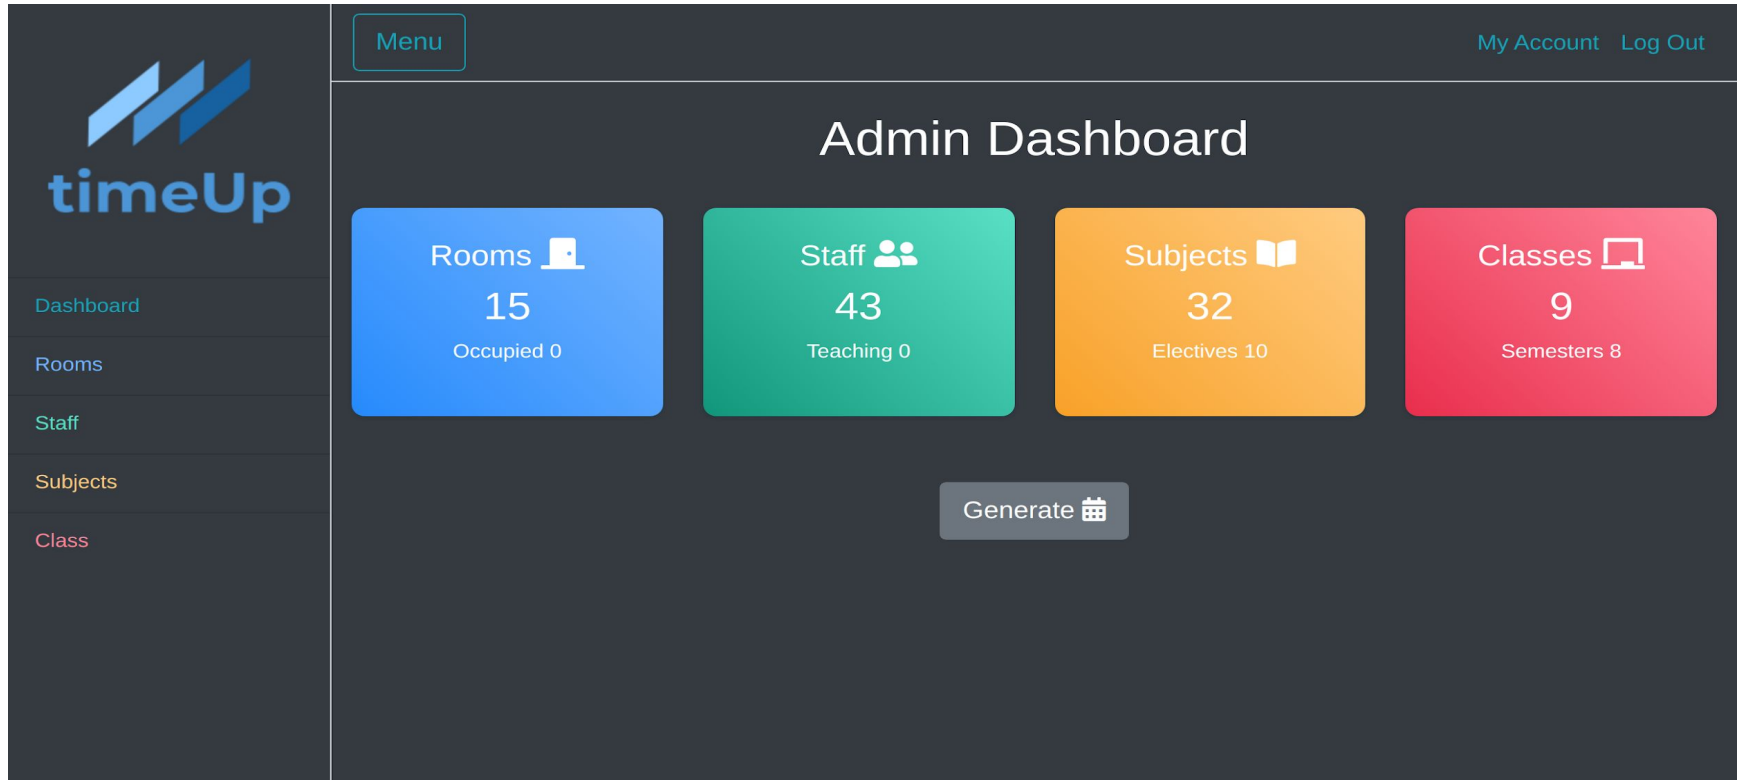 timeUp
Dashboard
Rooms
Staff
Subjects
Class
Menu
My Account Log Out
Admin Dashboard
Rooms
15
Occupied 0
Staff
43
Teaching 0
Subjects
32
Electives 10
Classes
9
Semesters 8
Generate